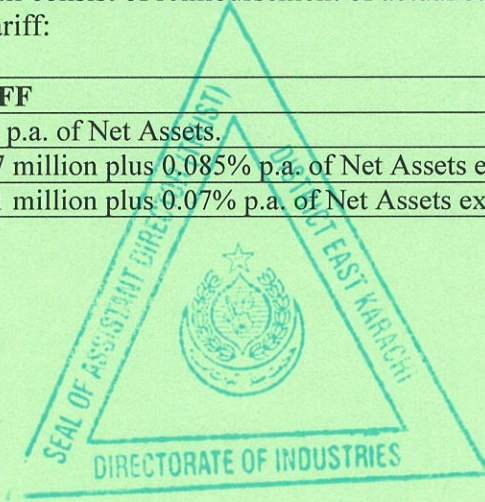 ariff:
FF
p.a. of Net Assets.
7 million plus 0.085% p.a. of Net Assets e
million plus 0.07% p.a. of Net Assets ex
SEAL OF ASSISTANT DIRECTOR (TRUST)
DISTRICT EAST KARACHI
DIRECTORATE OF INDUSTRIES